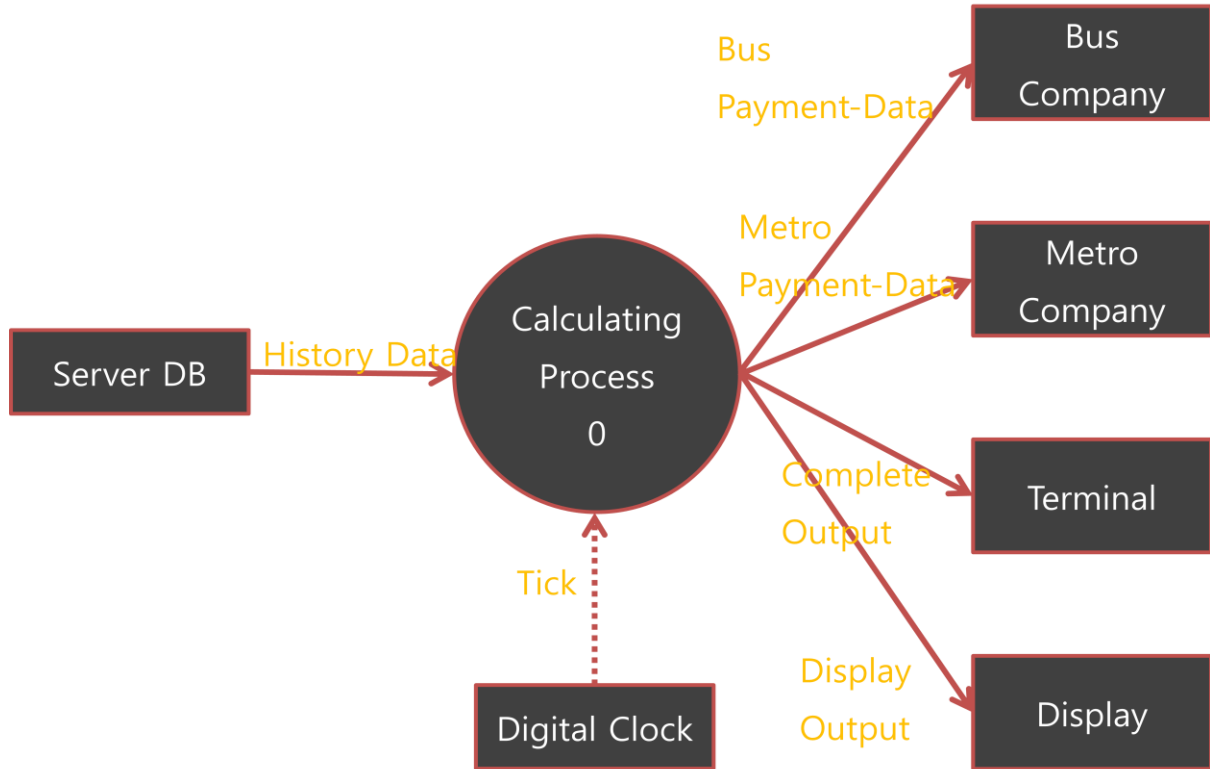 Bus
Payment-Data
Bus
Company
Metro
Payment-Data
Metro
Company
Server DB
History Data
Calculating
Process
0
Complete
Output
Terminal
Tick
Digital Clock
Display
Output
Display